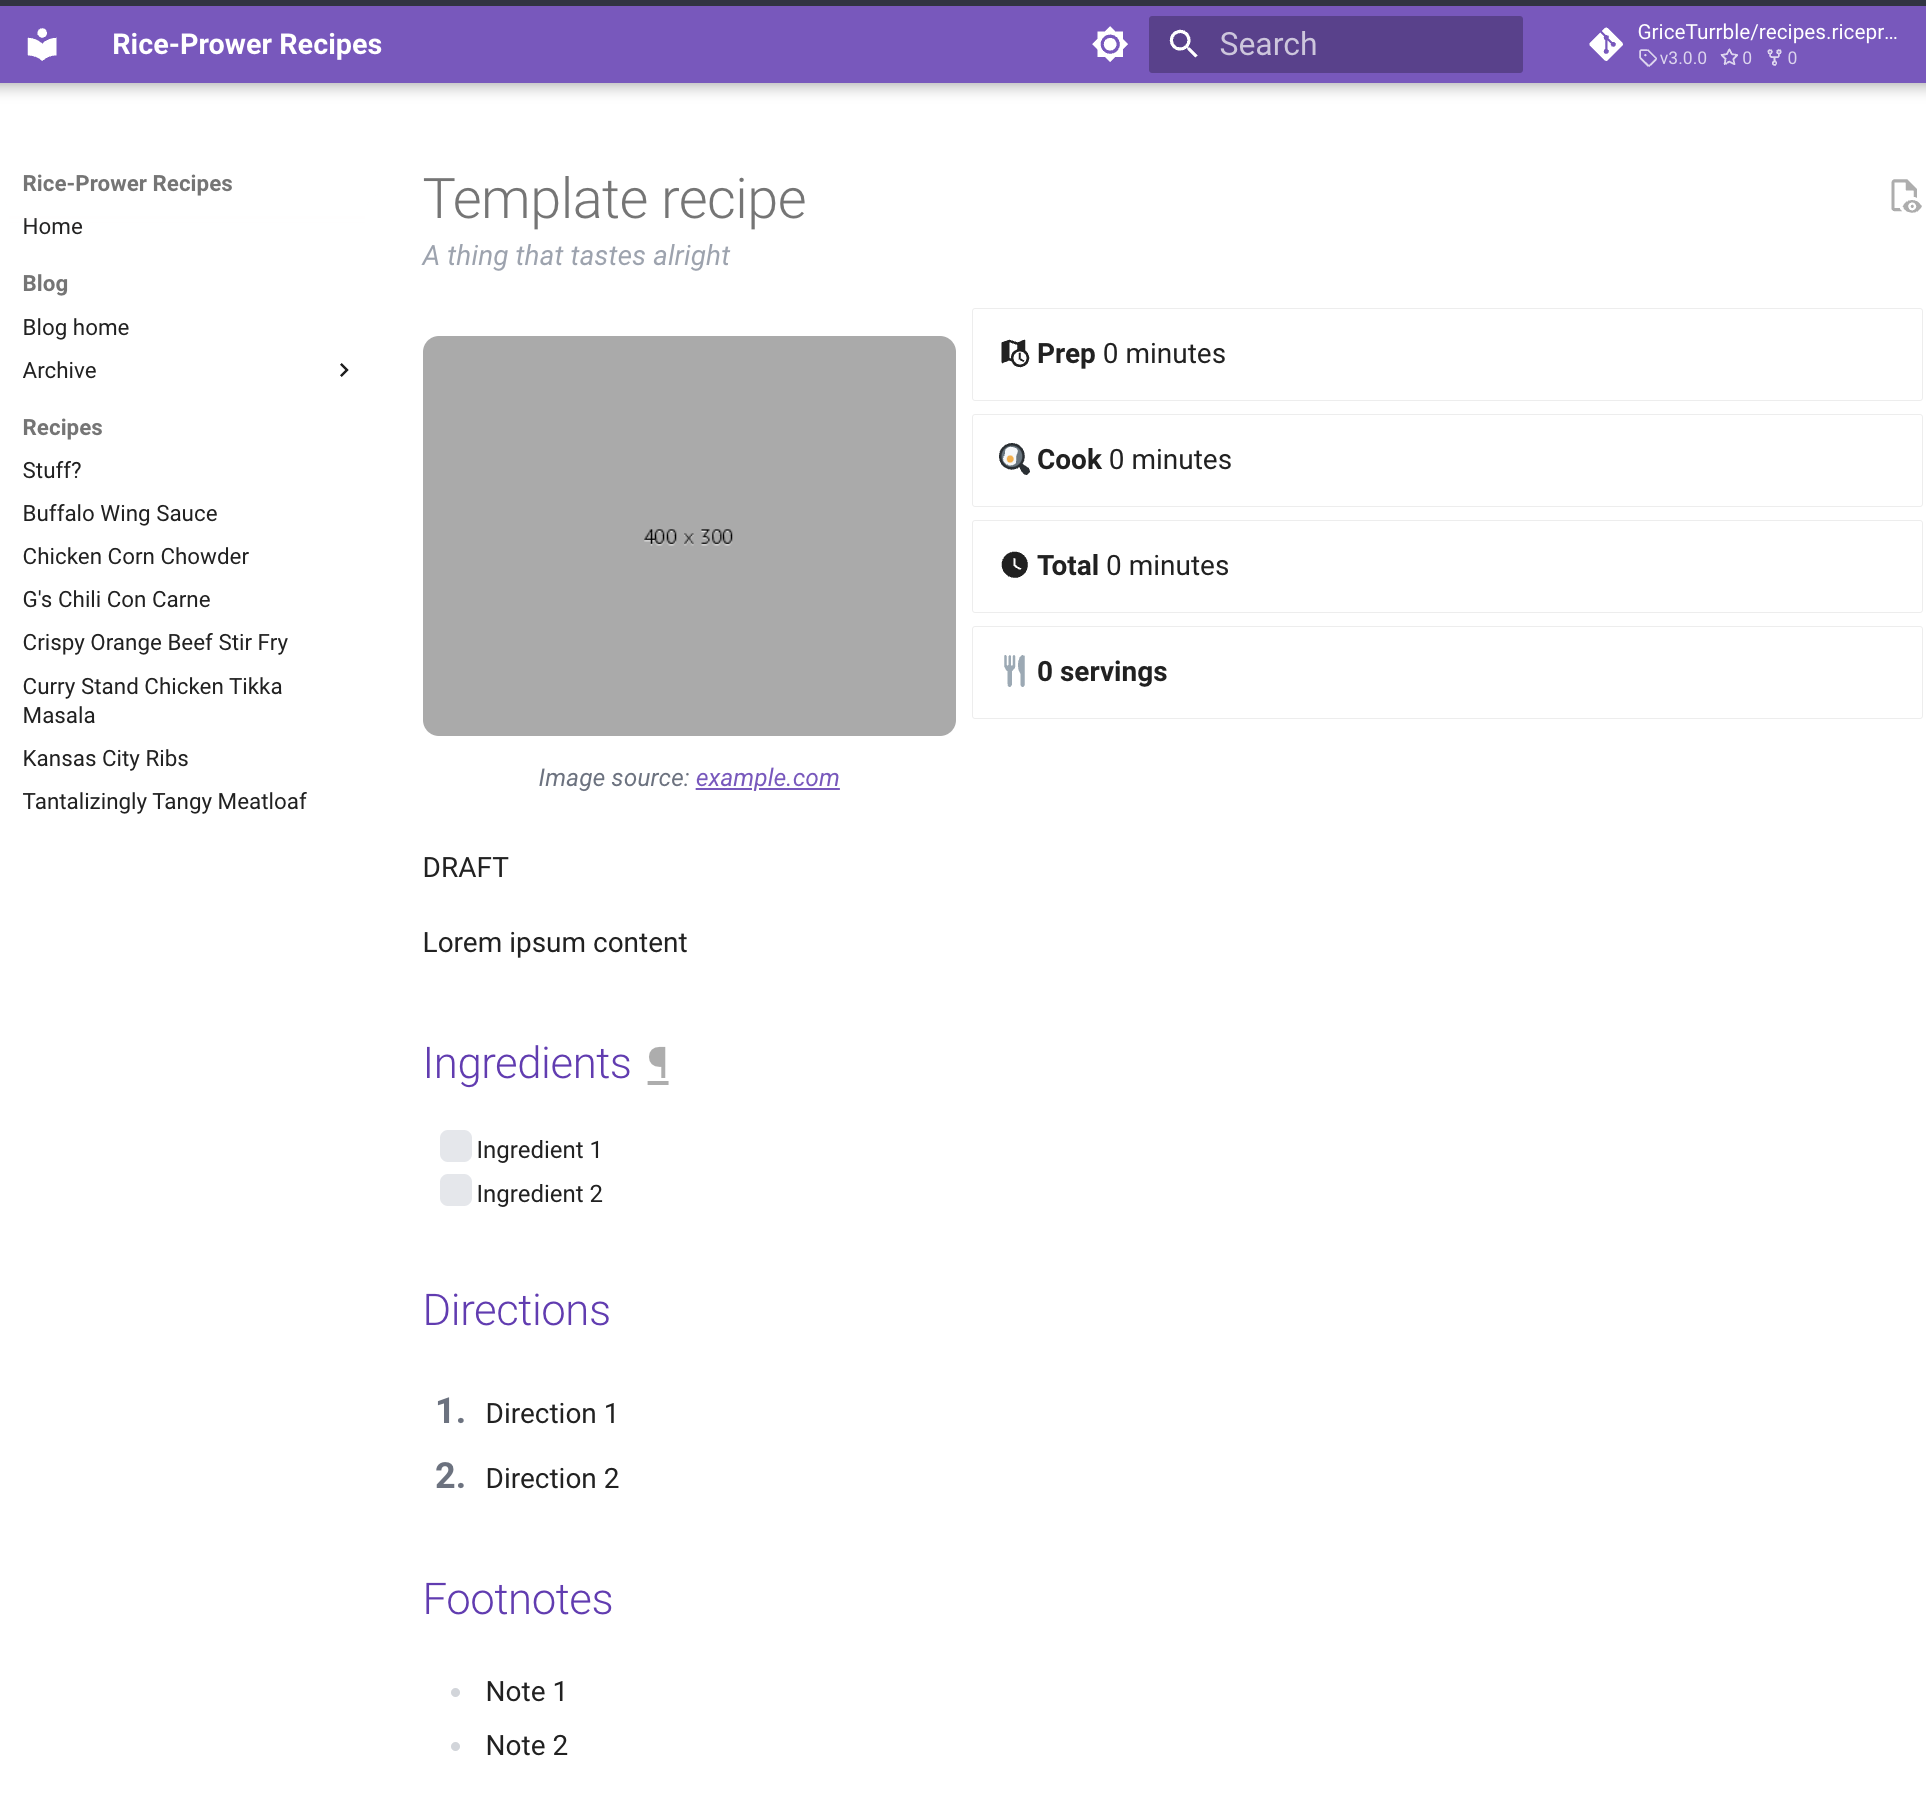 Rice-Prower Recipes
Search
GriceTurrble/recipes.ricepr...
v3.0.0 0 0
Rice-Prower Recipes
Home
Blog
Blog home
Archive
Recipes
Stuff?
Buffalo Wing Sauce
Chicken Corn Chowder
G's Chili Con Carne
Crispy Orange Beef Stir Fry
Curry Stand Chicken Tikka
Masala
Kansas City Ribs
Tantalizingly Tangy Meatloaf
Template recipe
A thing that tastes alright
400 x 300
Image source: example.com
Prep 0 minutes
Cook 0 minutes
Total 0 minutes
0 servings
DRAFT
Lorem ipsum content
Ingredients ¶
Ingredient 1
Ingredient 2
Directions
1. Direction 1
2. Direction 2
Footnotes
• Note 1
• Note 2